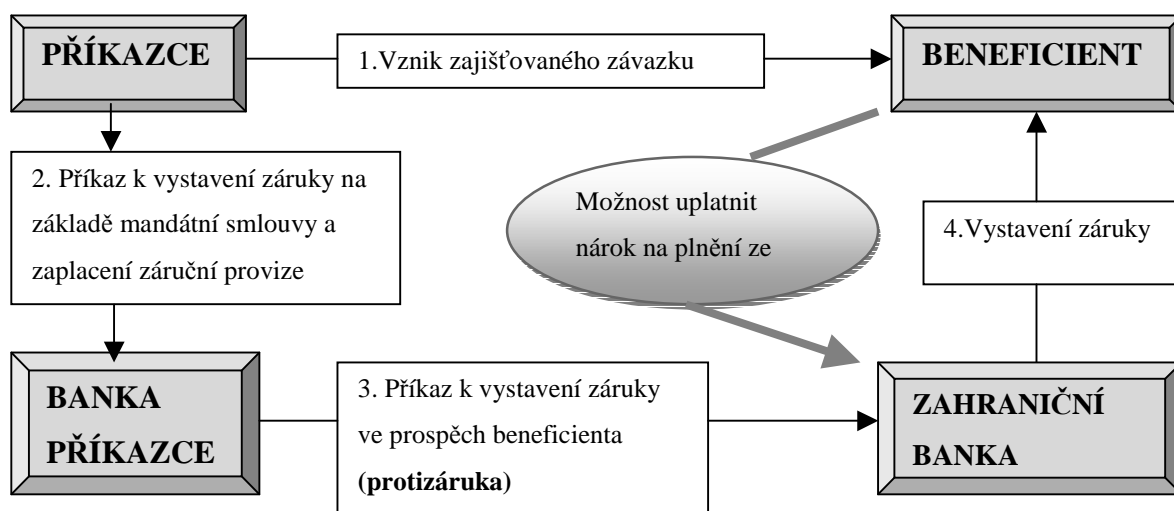 PŘÍKAZCE
1.Vznik zajišťovaného závazku
BENEFICIENT
2. Příkaz k vystavení záruky na
základě mandátní smlouvy a
zaplacení záruční provize
Možnost uplatnit
nárok na plnění ze
4.Vystavení záruky
BANKA
PŘÍKAZCE
3. Příkaz k vystavení záruky
ve prospěch beneficienta
(protizáruka)
ZAHRANIČNÍ
BANKA